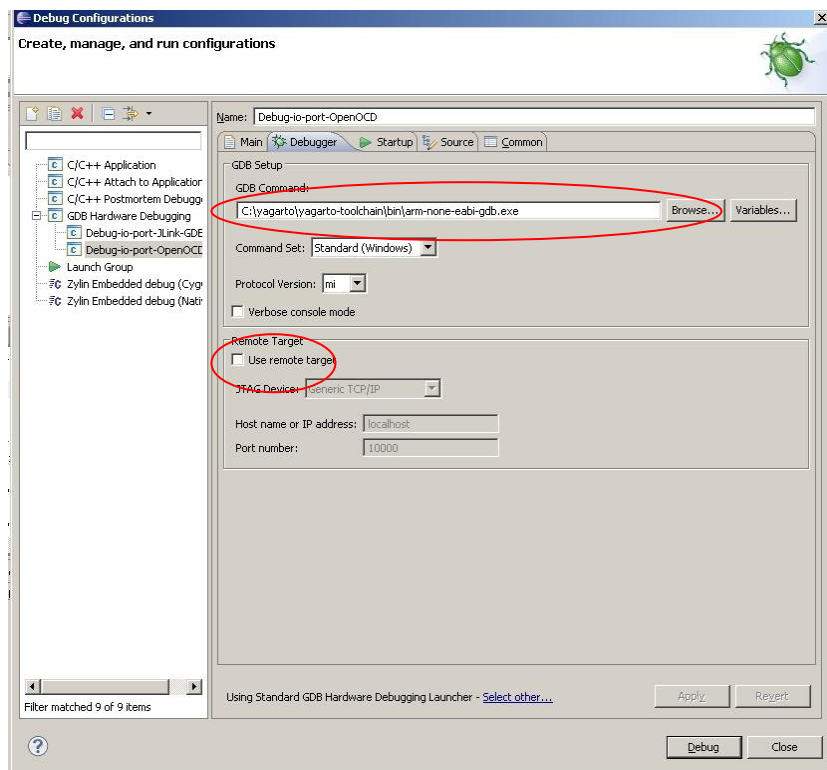 Debug Configurations
Create, manage, and run configurations
Name: Debug-io-port-OpenOCD
Main Debugger Startup Source Common
C/C++ Application
C/C++ Attach to Application
C/C++ Postmortem Debugg
GDB Hardware Debugging
Debug-io-port-JLink-GDB
Debug-io-port-OpenOCD
Launch Group
Zylin Embedded debug (Cyg
Zylin Embedded debug (Nati
Filter matched 9 of 9 items
GDB Setup
GDB Command:
C:\yagarto\yagarto-toolchain\bin\arm-none-eabi-gdb.exe Browse... Variables...
Command Set: Standard (Windows)
Protocol Version: mi
Verbose console mode
Remote Target
Use remote target
JTAG Device: Generic TCP/IP
Host name or IP address: localhost
Port number: 10000
Using Standard GDB Hardware Debugging Launcher - Select other... Apply Revert
? Debug Close